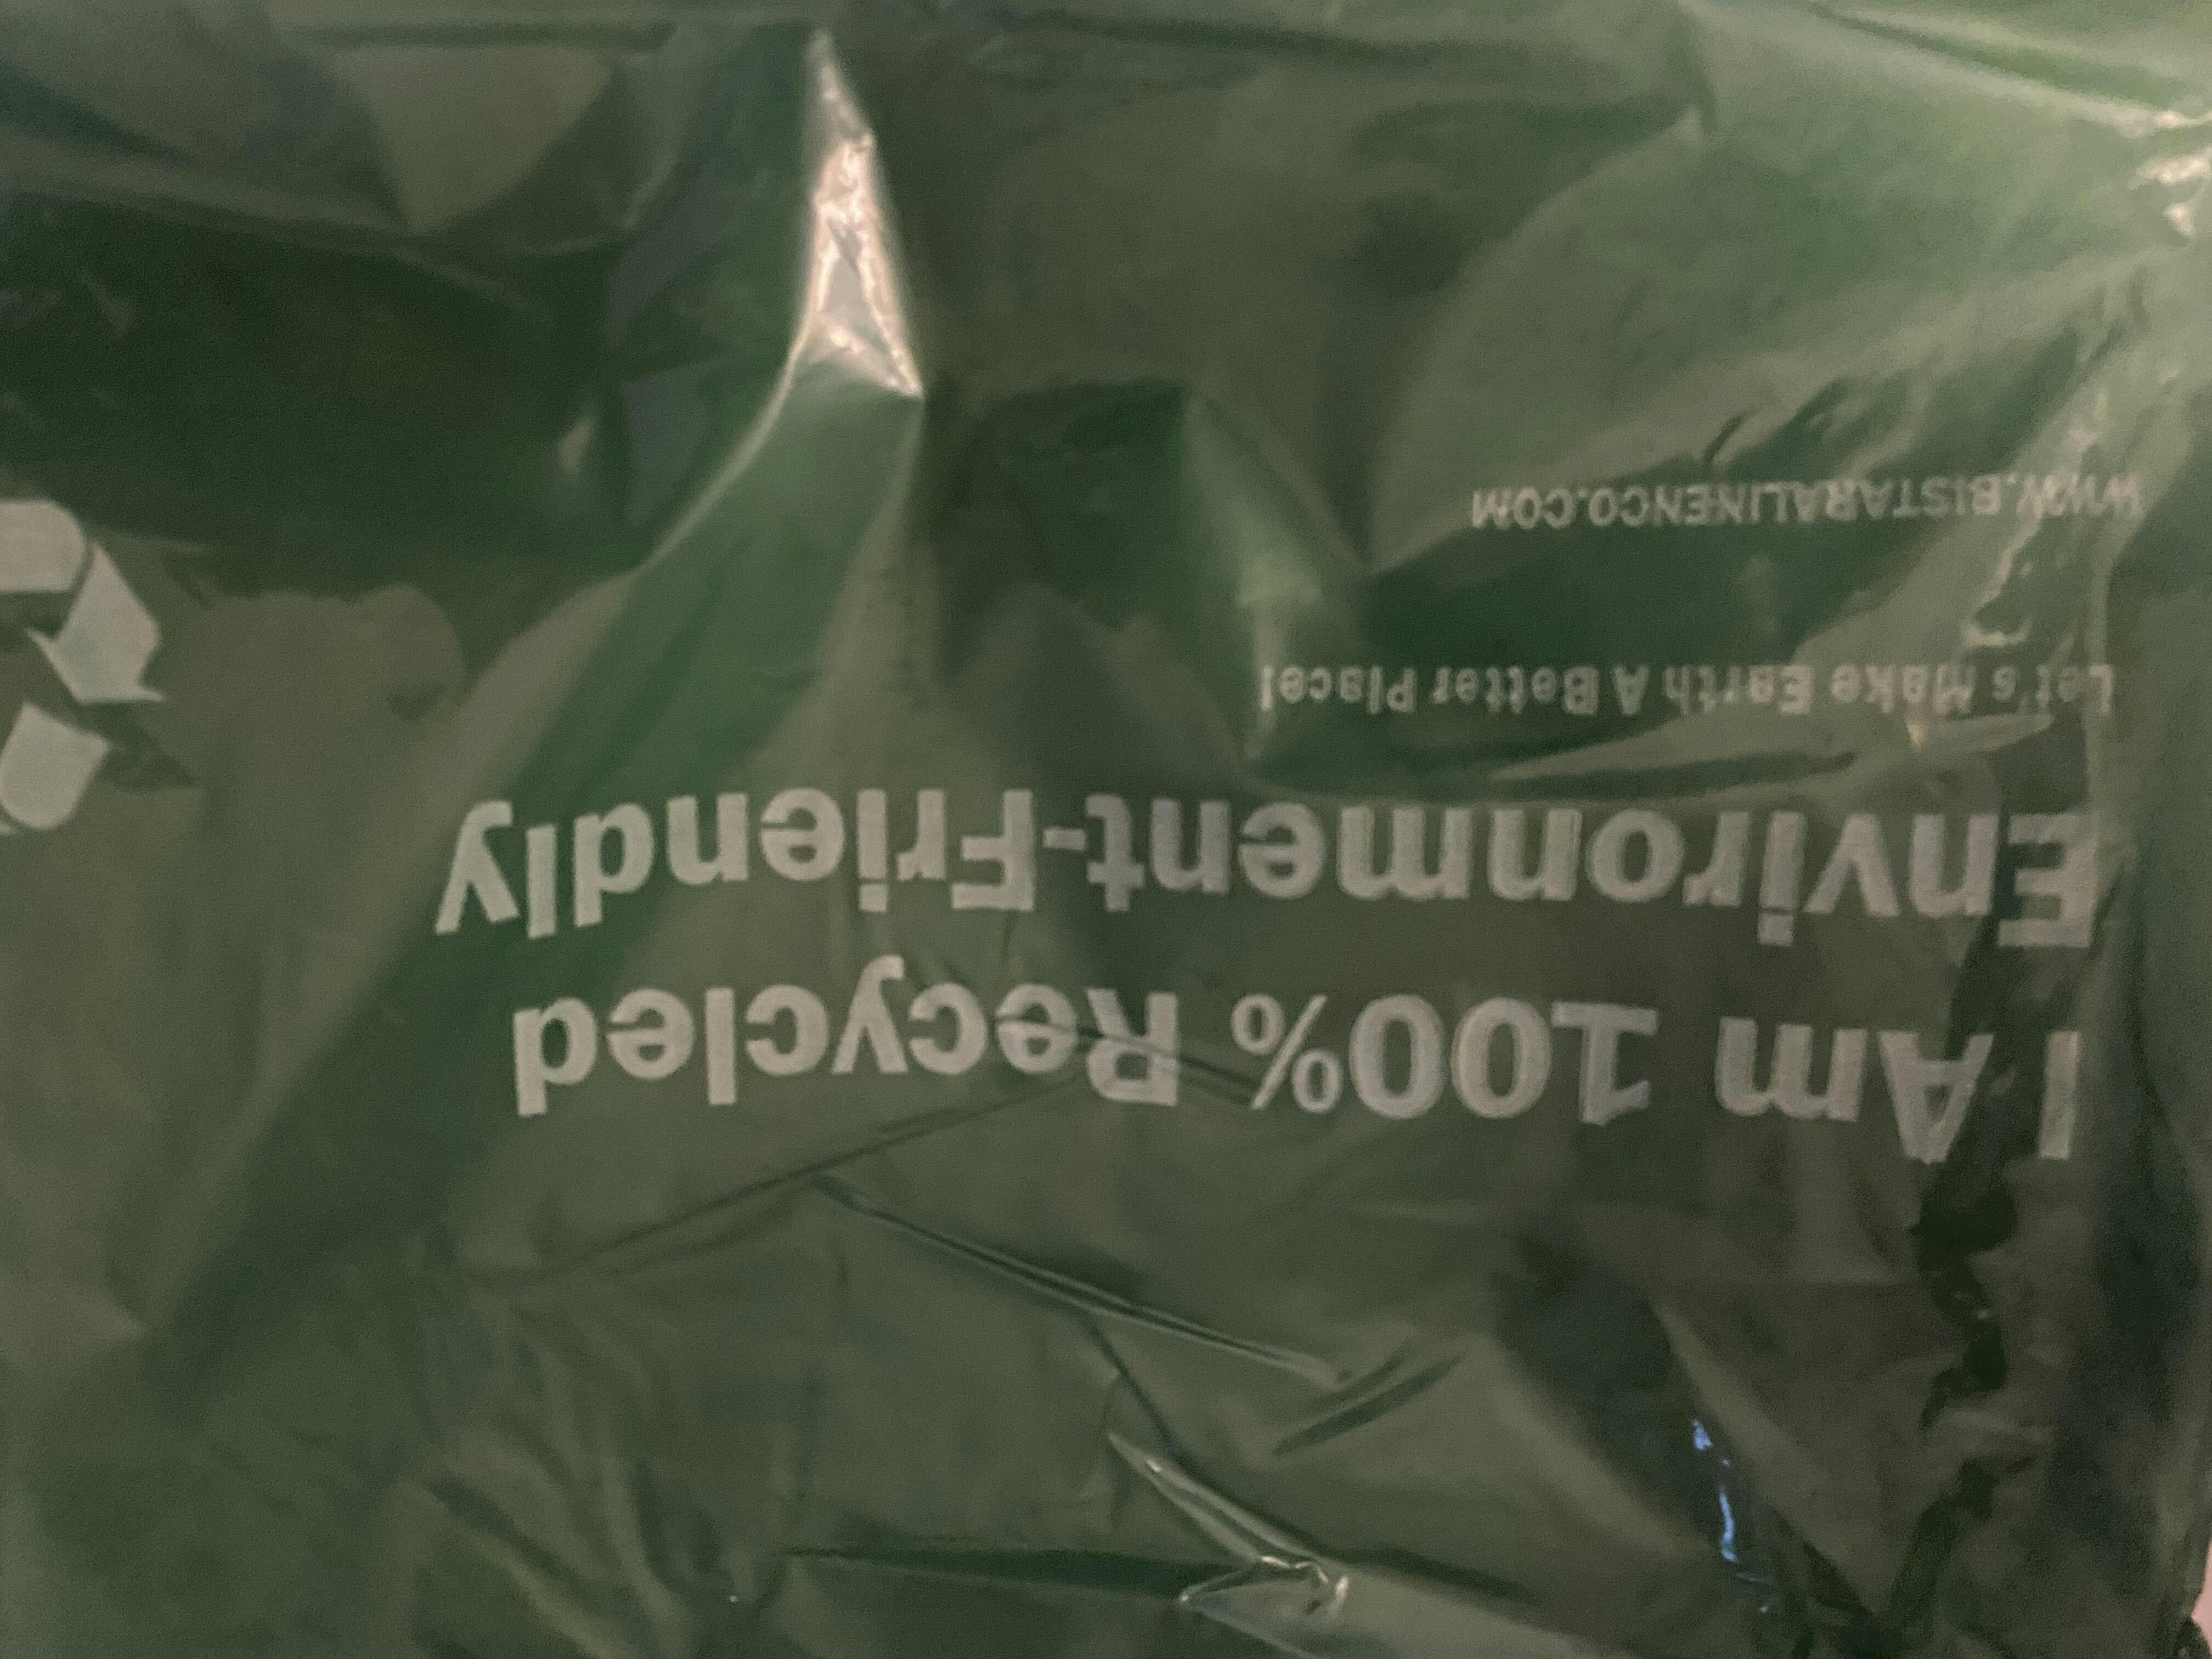 I Am 100% Recycled
Environment-Friendly
Let's Make Earth A Better Place!
WWW.BISTARALINENCO.COM